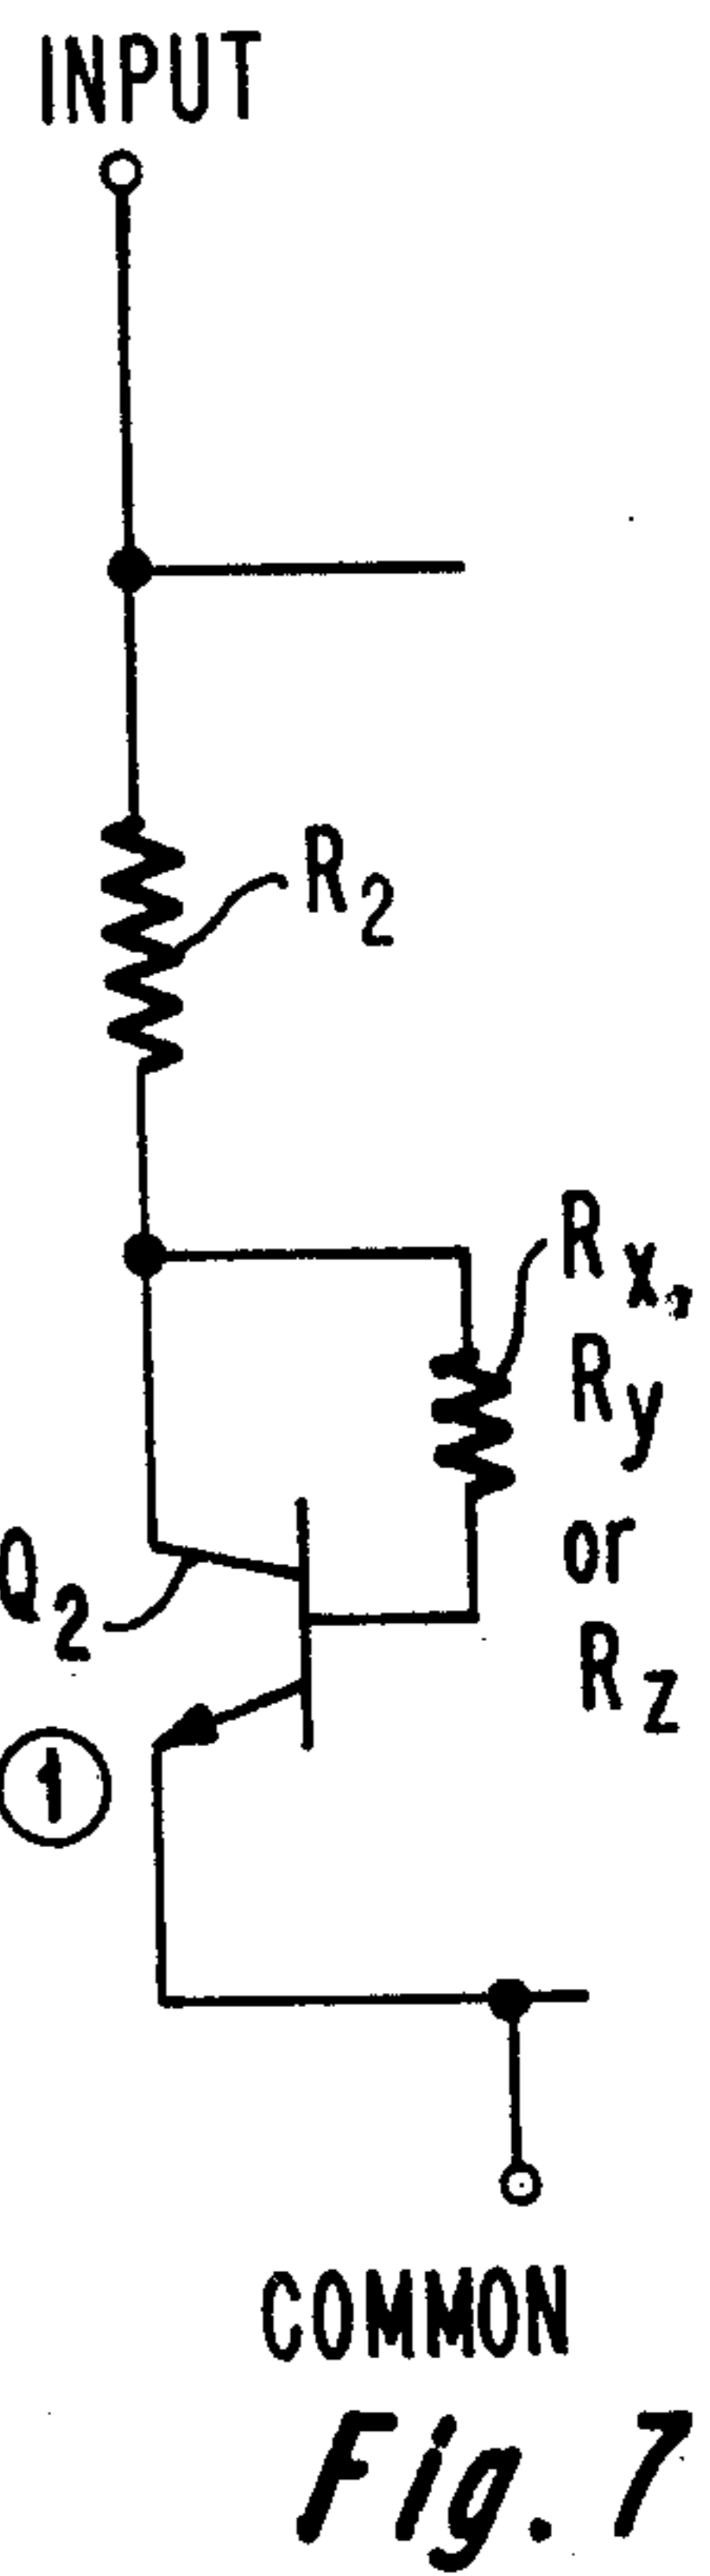 INPUT
R2
Rx,
Ry
or
Rz
Q2
1
COMMON
Fig. 7